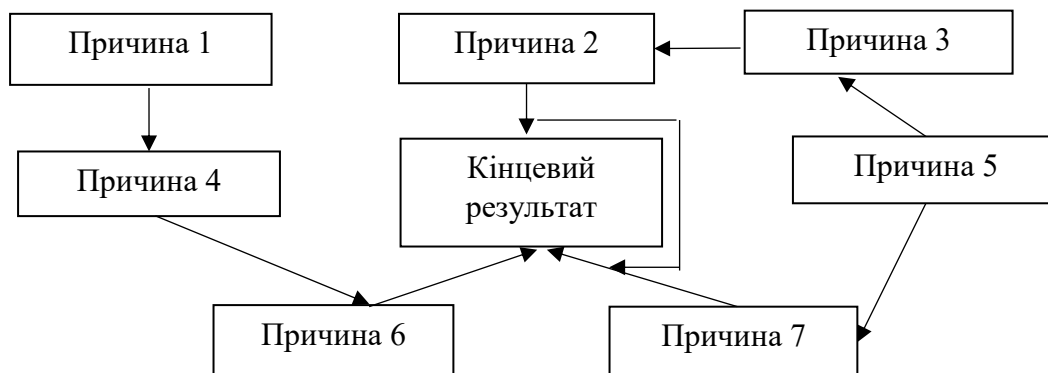 Причина 1
Причина 2
Причина 3
Причина 4
Кінцевий
результат
Причина 5
Причина 6
Причина 7